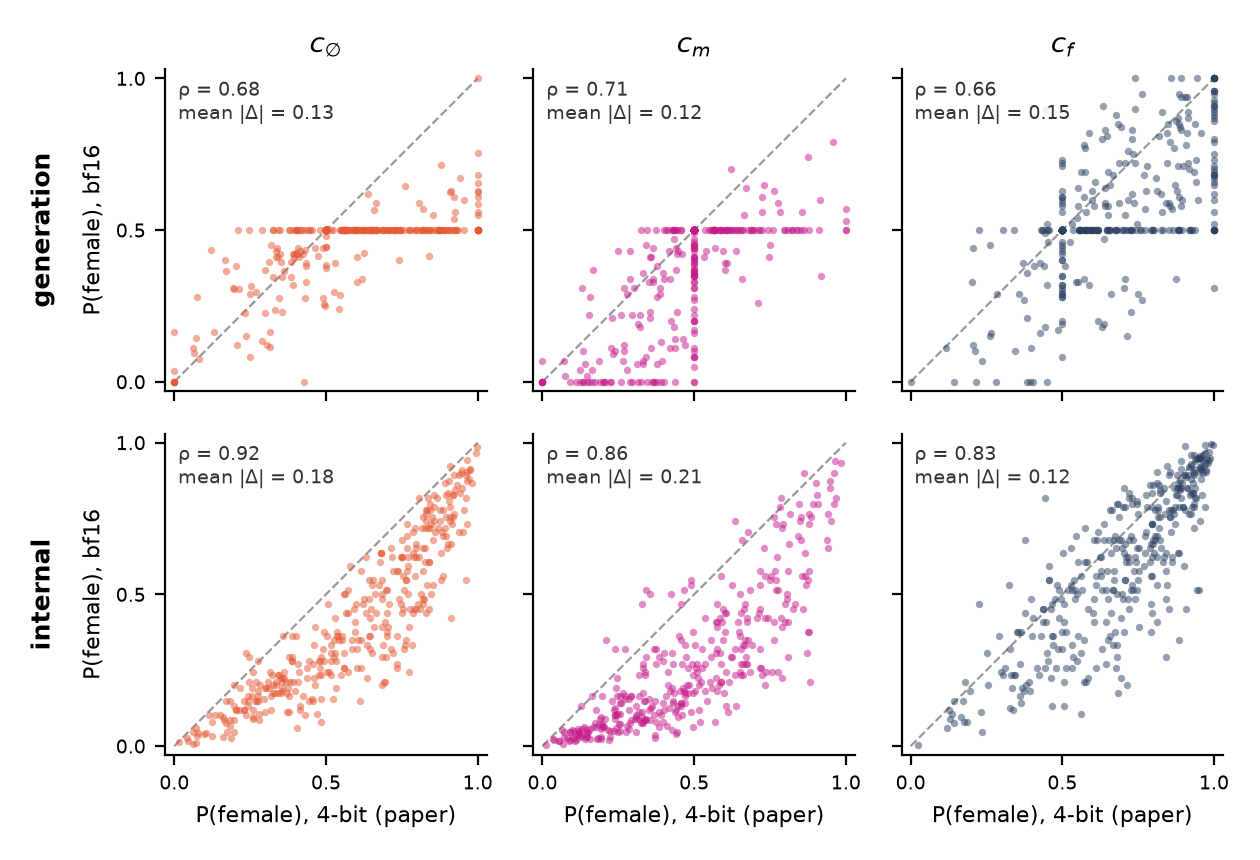 c∅ cm cf
generation
P(female), bf16
1.0
0.5
0.0
ρ = 0.68
mean |Δ| = 0.13
ρ = 0.71
mean |Δ| = 0.12
ρ = 0.66
mean |Δ| = 0.15
internal
P(female), bf16
1.0
0.5
0.0
ρ = 0.92
mean |Δ| = 0.18
ρ = 0.86
mean |Δ| = 0.21
ρ = 0.83
mean |Δ| = 0.12
0.0 0.5 1.0 0.0 0.5 1.0 0.0 0.5 1.0
P(female), 4-bit (paper) P(female), 4-bit (paper) P(female), 4-bit (paper)